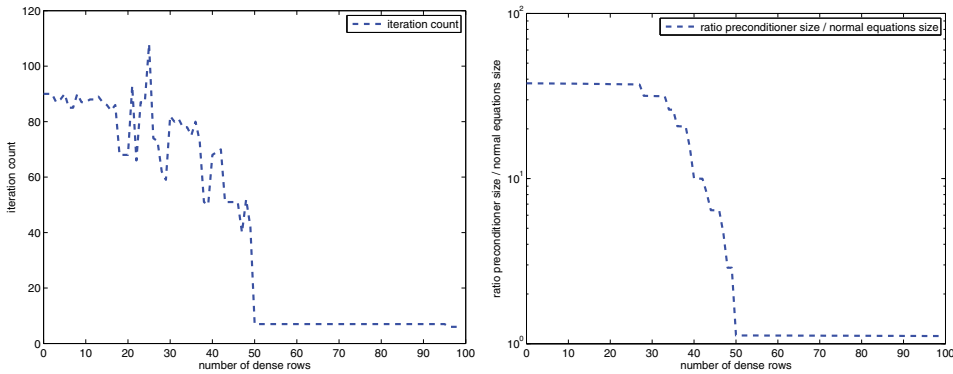 120
100
80
60
40
20
0
iteration count
iteration count
0 10 20 30 40 50 60 70 80 90 100
number of dense rows
10^2
10^1
10^0
ratio preconditioner size / normal equations size
ratio preconditioner size / normal equations size
0 10 20 30 40 50 60 70 80 90 100
number of dense rows